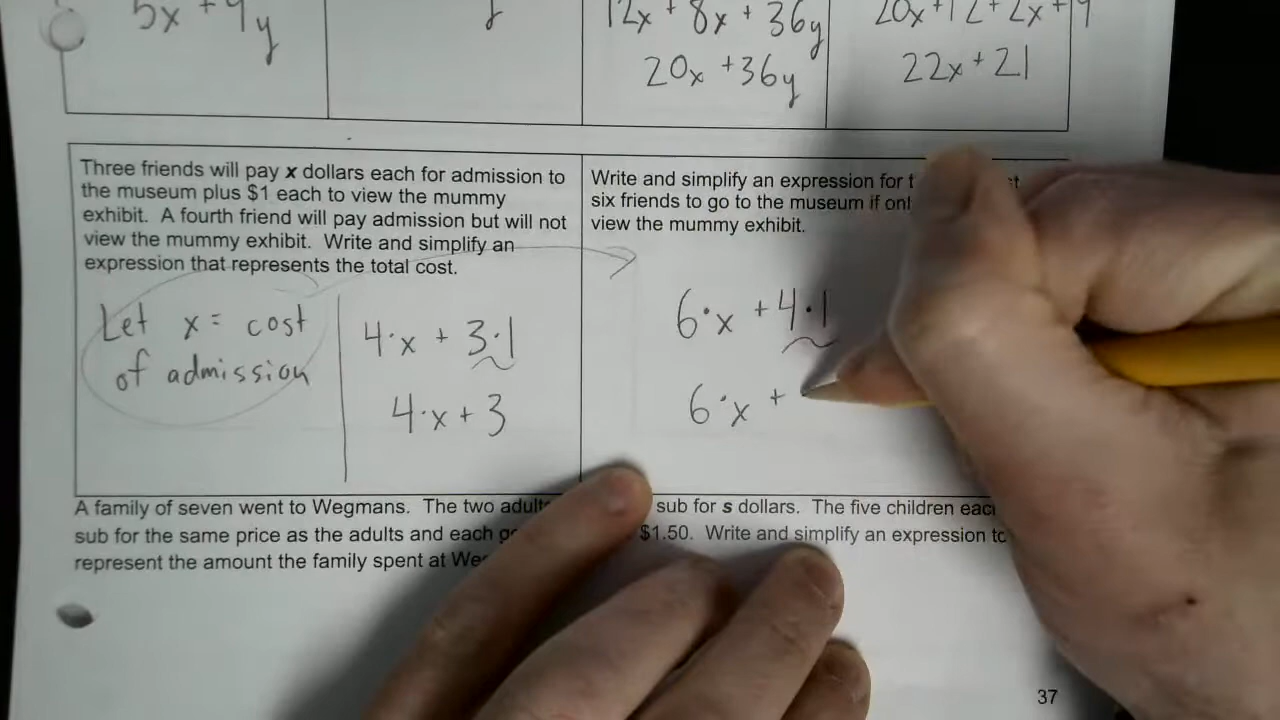 5x + 9y
y
12x + 8x + 36y
20x + 36y
20x + 12 + 2x + 9
22x + 21
Three friends will pay x dollars each for admission to
the museum plus $1 each to view the mummy
exhibit. A fourth friend will pay admission but will not
view the mummy exhibit. Write and simplify an
expression that represents the total cost.
Let x = cost
of admission
4·x + 3·1
4·x + 3
Write and simplify an expression for
six friends to go to the museum if
view the mummy exhibit.
6·x + 4·1
6·x +
A family of seven went to Wegmans. The two sub for s dollars. The five children
sub for the same price as the adults and each $1.50. Write and simplify an expression to
represent the amount the family spent at
37